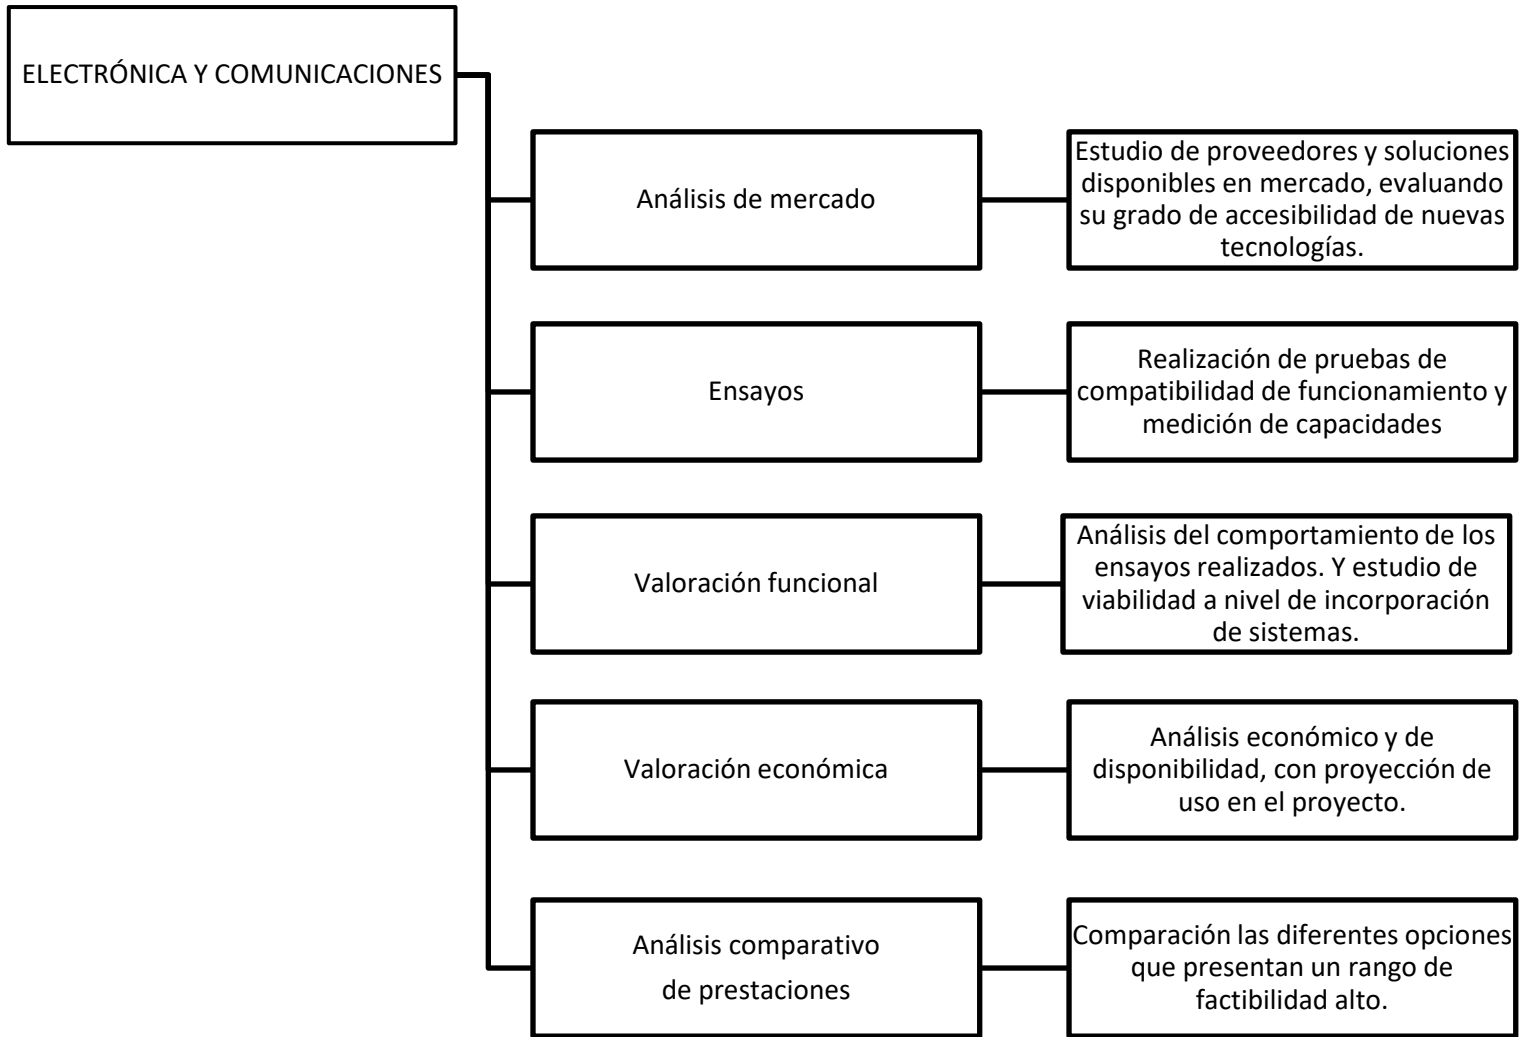 ELECTRÓNICA Y COMUNICACIONES
Análisis de mercado
Estudio de proveedores y soluciones
disponibles en mercado, evaluando
su grado de accesibilidad de nuevas
tecnologías.
Ensayos
Realización de pruebas de
compatibilidad de funcionamiento y
medición de capacidades
Valoración funcional
Análisis del comportamiento de los
ensayos realizados. Y estudio de
viabilidad a nivel de incorporación
de sistemas.
Valoración económica
Análisis económico y de
disponibilidad, con proyección de
uso en el proyecto.
Análisis comparativo
de prestaciones
Comparación las diferentes opciones
que presentan un rango de
factibilidad alto.